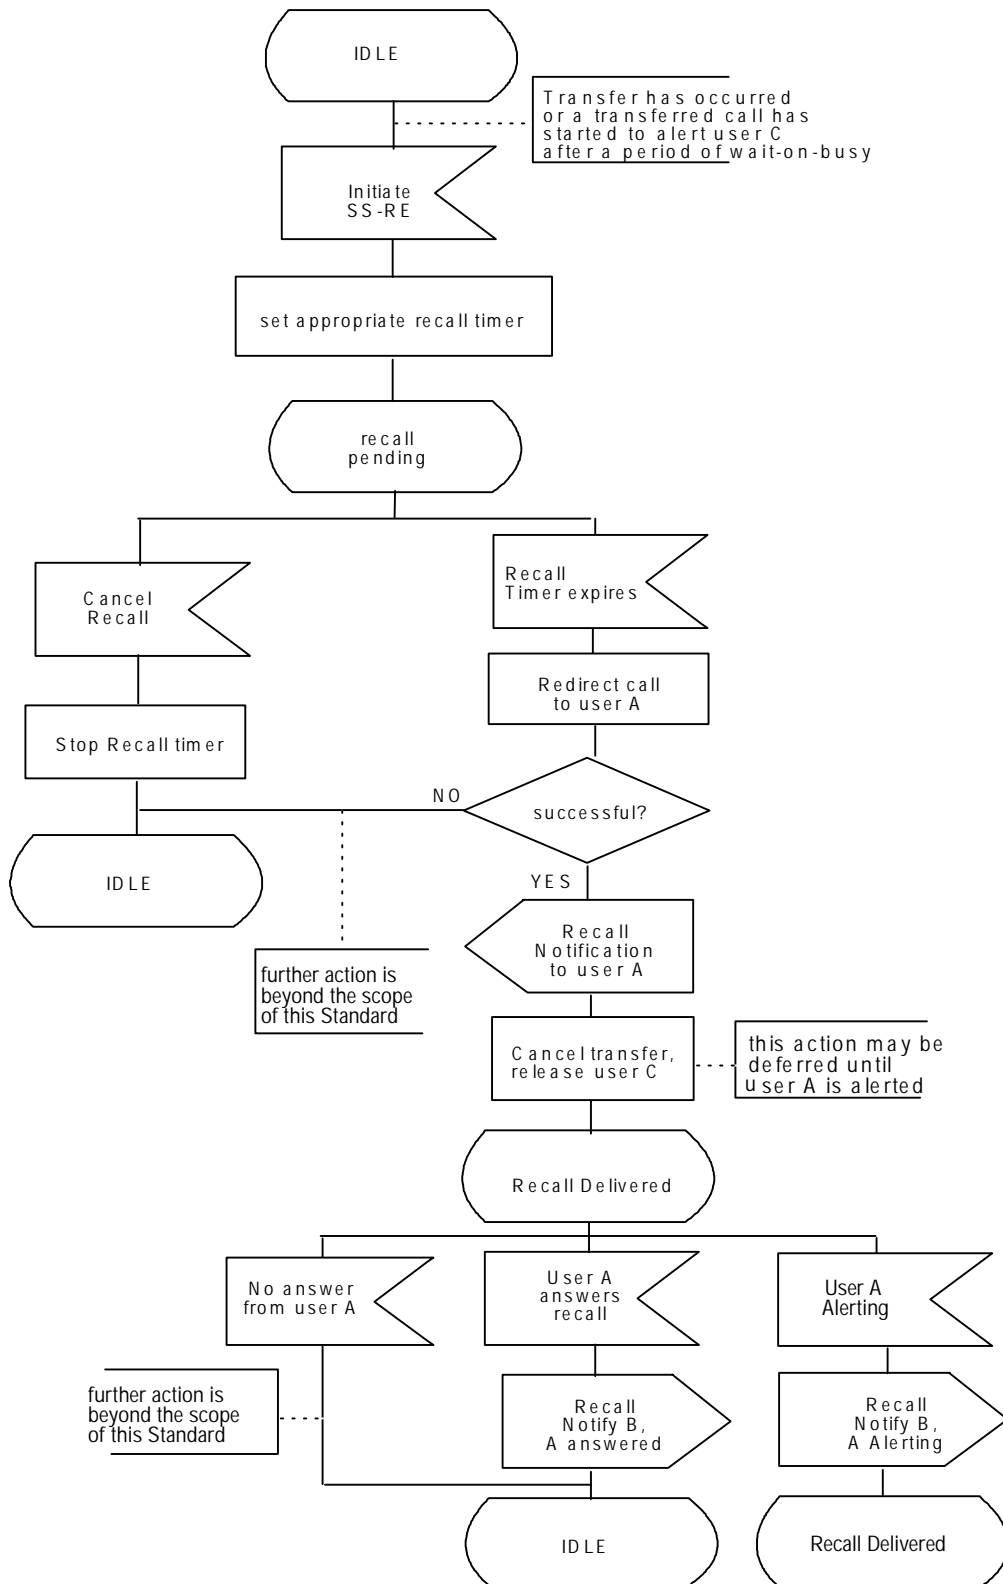 IDLE
Transfer has occurred
or a transferred call has
started to alert user C
after a period of wait-on-busy
Initiate
SS-RE
set appropriate recall timer
recall
pending
Cancel
Recall
Recall
Timer expires
Redirect call
to user A
Stop Recall timer
NO
successful?
IDLE
YES
Recall
Notification
to user A
further action is
beyond the scope
of this Standard
Cancel transfer,
release user C
this action may be
deferred until
user A is alerted
Recall Delivered
No answer
from user A
User A
answers
recall
User A
Alerting
further action is
beyond the scope
of this Standard
Recall
Notify B,
A answered
Recall
Notify B,
A Alerting
IDLE
Recall Delivered